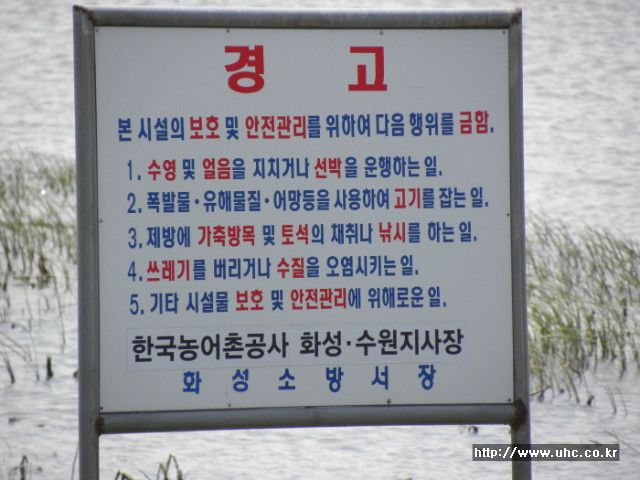 경 고
본 시설의 보호 및 안전관리를 위하여 다음 행위를 금함.
1. 수영 및 얼음을 지치거나 선박을 운행하는 일.
2. 폭발물·유해물질·어망등을 사용하여 고기를 잡는 일.
3. 제방에 가축방목 및 토석의 채취나 낚시를 하는 일.
4. 쓰레기를 버리거나 수질을 오염시키는 일.
5. 기타 시설물 보호 및 안전관리에 위해로운 일.
한국농어촌공사 화성·수원지사장
화성소방서장
http://www.uhc.co.kr